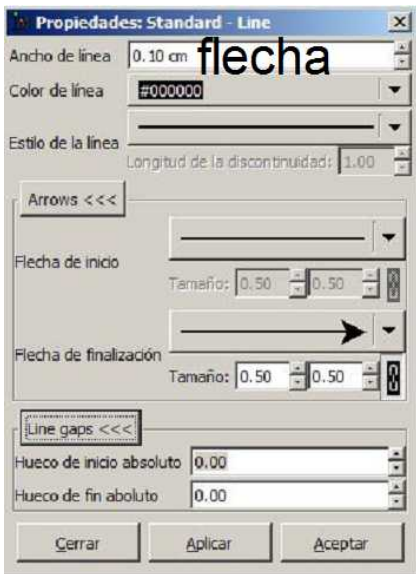 Propiedades: Standard - Line
Ancho de línea 0.10 cm flecha
Color de línea #000000
Estilo de la línea
Longitud de la discontinuidad: 1.00
Arrows <<<
Flecha de inicio
Tamaño: 0.50 0.50
Flecha de finalización
Tamaño: 0.50 0.50
Line gaps <<<
Hueco de inicio absoluto 0.00
Hueco de fin aboluto 0.00
Cerrar Aplicar Aceptar